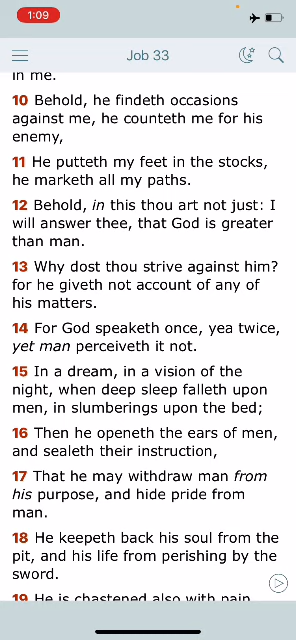 1:09
Job 33
in me.
10 Behold, he findeth occasions
against me, he counteth me for his
enemy,
11 He putteth my feet in the stocks,
he marketh all my paths.
12 Behold, in this thou art not just: I
will answer thee, that God is greater
than man.
13 Why dost thou strive against him?
for he giveth not account of any of
his matters.
14 For God speaketh once, yea twice,
yet man perceiveth it not.
15 In a dream, in a vision of the
night, when deep sleep falleth upon
men, in slumberings upon the bed;
16 Then he openeth the ears of men,
and sealeth their instruction,
17 That he may withdraw man from
his purpose, and hide pride from
man.
18 He keepeth back his soul from the
pit, and his life from perishing by the
sword.
19 He is chastened also with pain